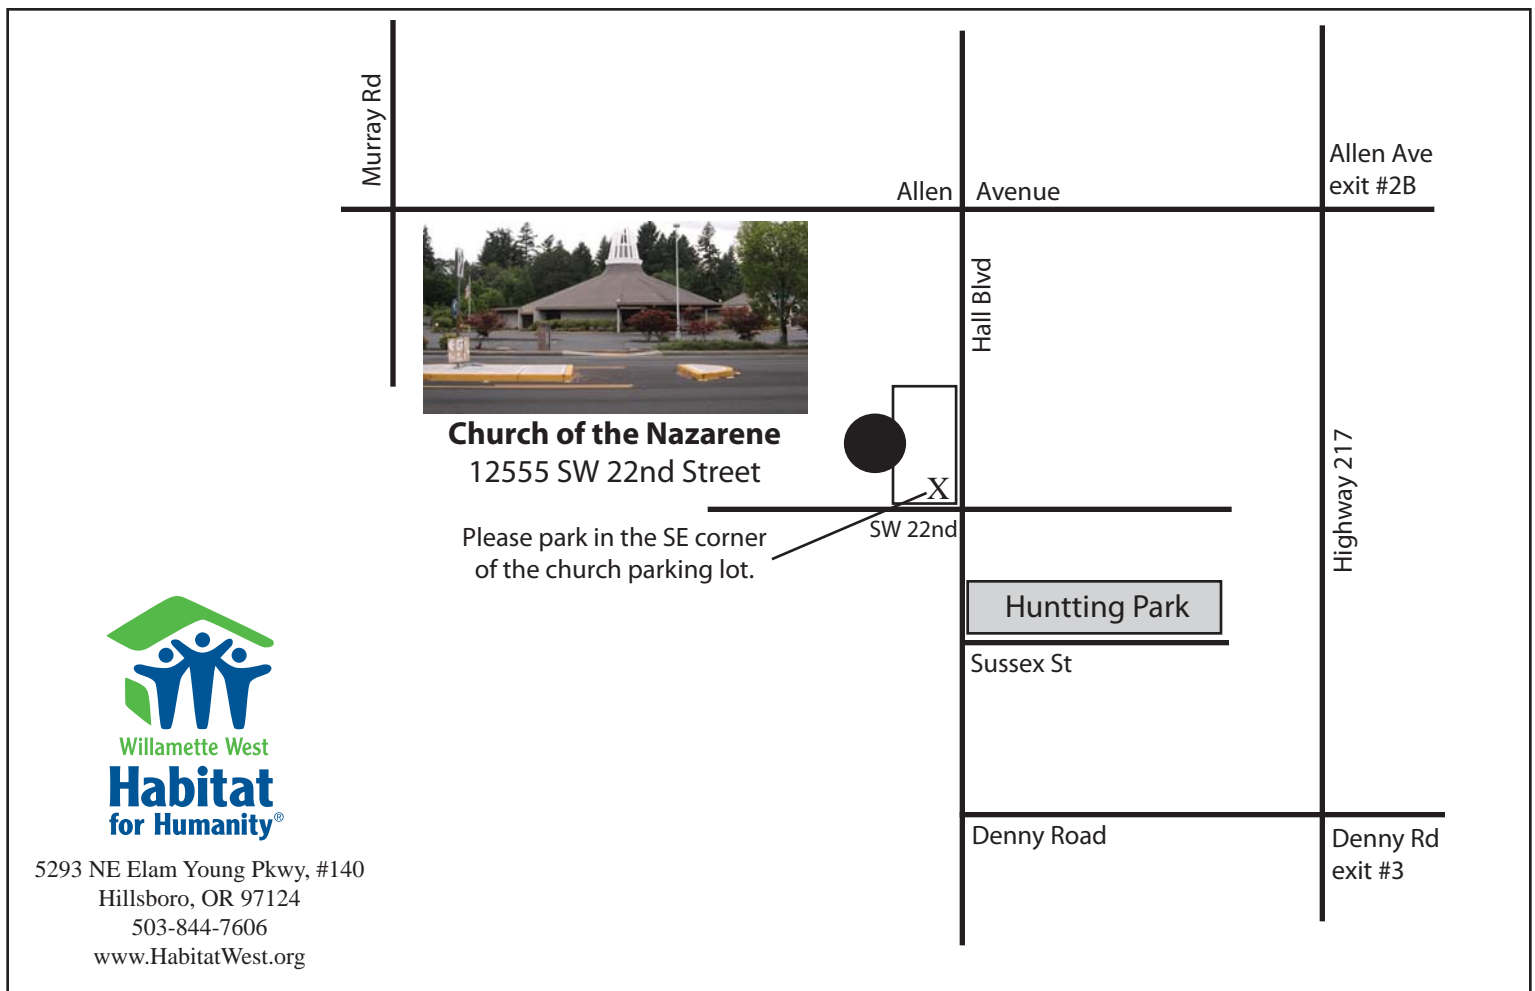 Murray Rd
Allen Avenue
Allen Ave
exit #2B
Hall Blvd
Church of the Nazarene
12555 SW 22nd Street
X
Please park in the SE corner
of the church parking lot.
SW 22nd
Highway 217
Huntting Park
Sussex St
Denny Road
Denny Rd
exit #3
Willamette West
Habitat
for Humanity®
5293 NE Elam Young Pkwy, #140
Hillsboro, OR 97124
503-844-7606
www.HabitatWest.org